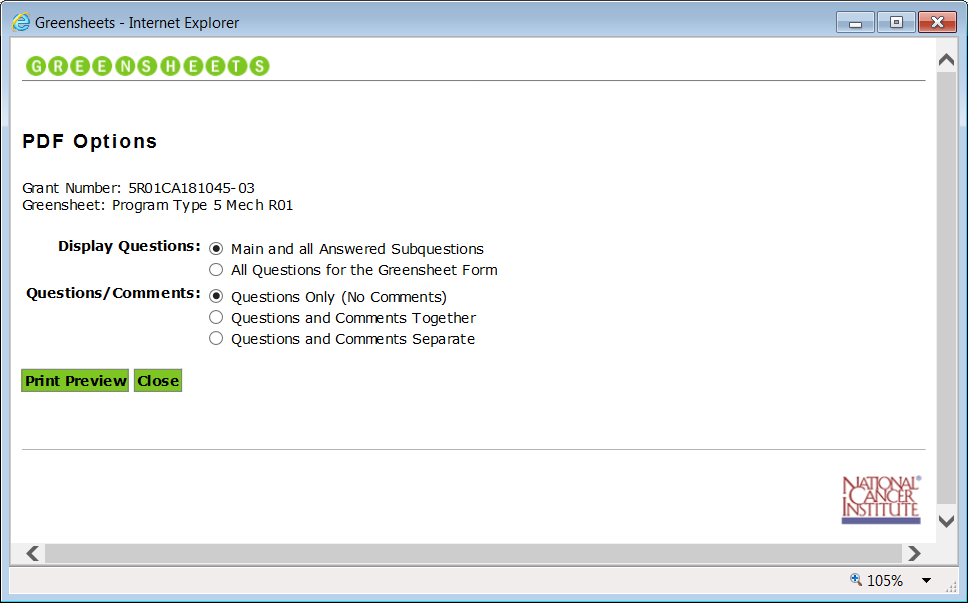 Greensheets - Internet Explorer
GREENSHEETS
PDF Options
Grant Number: 5R01CA181045-03
Greensheet: Program Type 5 Mech R01
Display Questions: Main and all Answered Subquestions
All Questions for the Greensheet Form
Questions/Comments: Questions Only (No Comments)
Questions and Comments Together
Questions and Comments Separate
Print Preview Close
NATIONAL®
CANCER
INSTITUTE
105%